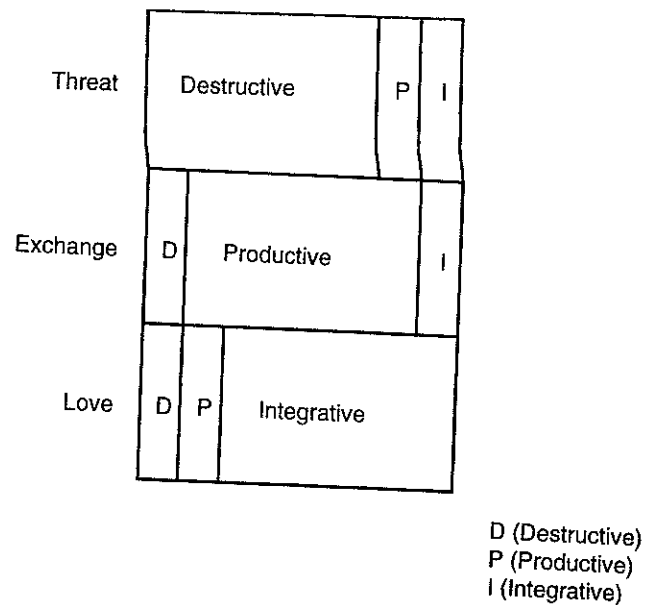 Threat Destructive P I
Exchange D Productive I
Love D P Integrative
D (Destructive)
P (Productive)
I (Integrative)